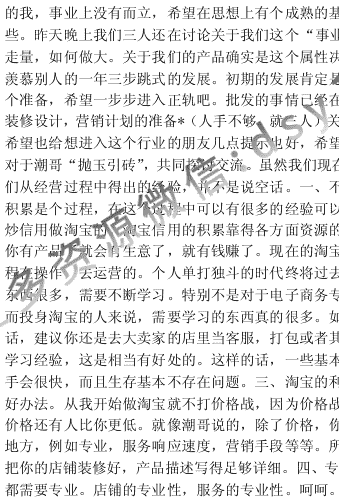 的我，事业上没有而立，希望在思想上有个成熟的基
些。昨天晚上我们三人还在讨论关于我们这个“事业
走量，如何做大。关于我们的产品确实是这个属性决
羡慕别人的一年三步跳式的发展。初期的发展肯定是
个准备，希望一步步进入正轨吧。批发的事情已经在
装修设计，营销计划的准备*（人手不够，就三人）关
希望也给想进入这个行业的朋友几点提示也好，希望
对于潮哥“抛玉引砖”，共同探讨交流。虽然我们现在
们从经营过程中得出的经验，并不是说空话。一、不
积累是个过程，在这个过程中可以有很多的经验可以
炒信用做淘宝的，淘宝信用的积累靠得各方面资源的
你有产品，就会有生意了，就有钱赚了。现在的淘宝
程来操作，去运营的。个人单打独斗的时代终将过去
东西很多，需要不断学习。特别不是对于电子商务专
而投身淘宝的人来说，需要学习的东西真的很多。如
话，建议你还是去大卖家的店里当客服，打包或者其
学习经验，这是相当有好处的。这样的话，一些基本
手会很快，而且生存基本不存在问题。三、淘宝的利
好办法。从我开始做淘宝就不打价格战，因为价格战
价格还有人比你更低。就像潮哥说的，除了价格，你
地方，例如专业，服务响应速度，营销手段等等。所
把你的店铺装修好，产品描述写得足够详细。四、专
都需要专业。店铺的专业性，服务的专业性。呵呵。
多资源微信：dsy